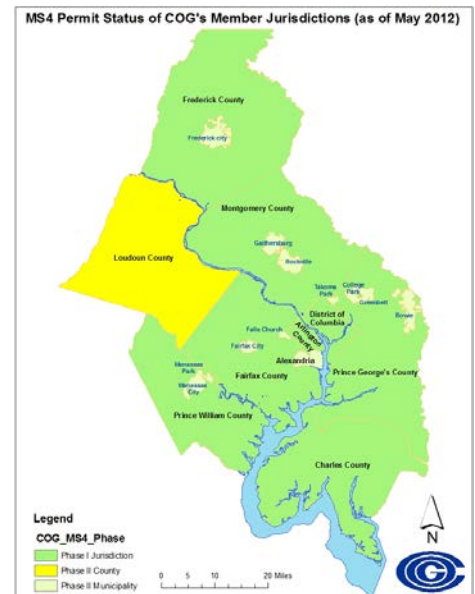 MS4 Permit Status of COG's Member Jurisdictions (as of May 2012)
Frederick County
Frederick city
Montgomery County
Gaithersburg
Rockville
Loudoun County
Takoma
Park
College
Park
Greenbelt
Bowie
District of
Columbia
Arlington
County
Falls Church
Fairfax City
Alexandria
Manassas
Park
Manassas
City
Fairfax County
Prince George's County
Prince William County
Charles County
Legend
COG_MS4_Phase
Phase I Jurisdiction
Phase II County
Phase II Municipality
0 5 10 20 Miles
N